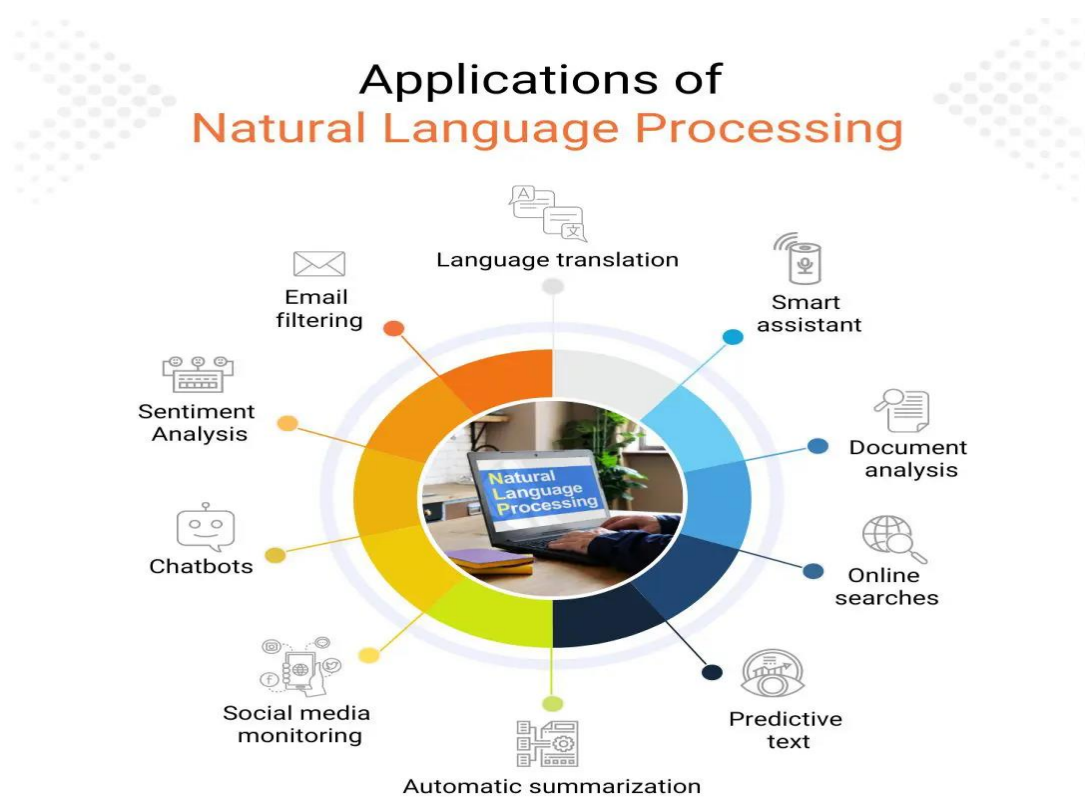 Applications of
Natural Language Processing
A
文
Language translation
Smart
assistant
Email
filtering
Sentiment
Analysis
Document
analysis
Natural
Language
Processing
Chatbots
Online
searches
Social media
monitoring
Predictive
text
Automatic summarization